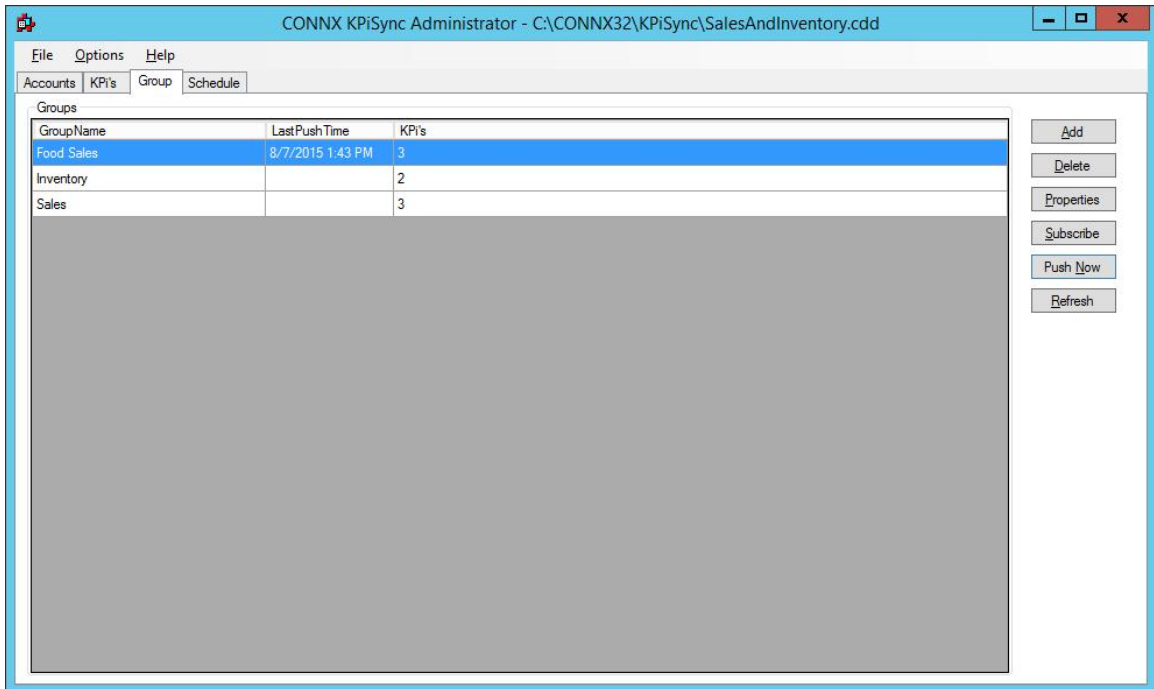 CONNX KPiSync Administrator - C:\CONNX32\KPiSync\SalesAndInventory.cdd
File Options Help
Accounts KPi's Group Schedule
Groups
GroupName LastPushTime KPi's
Food Sales 8/7/2015 1:43 PM 3
Inventory 2
Sales 3
Add
Delete
Properties
Subscribe
Push Now
Refresh